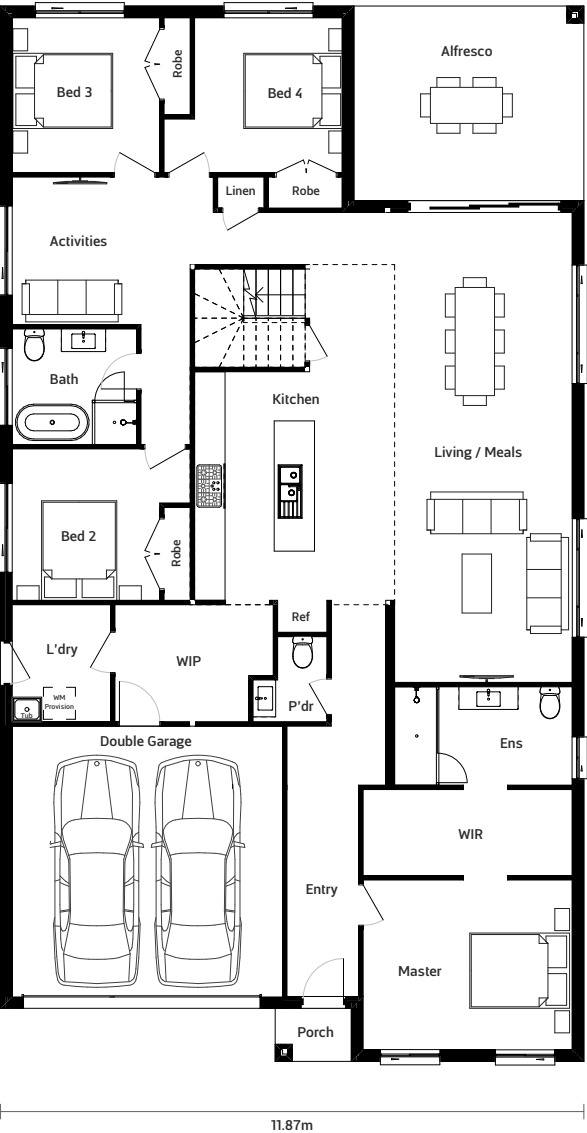 Alfresco
Robe
Bed 3
Bed 4
Linen
Robe
Activities
Bath
Kitchen
Living / Meals
Bed 2
Robe
Ref
L'dry
WIP
WM
Provision
Tub
P'dr
Double Garage
Ens
WIR
Entry
Master
Porch
11.87m